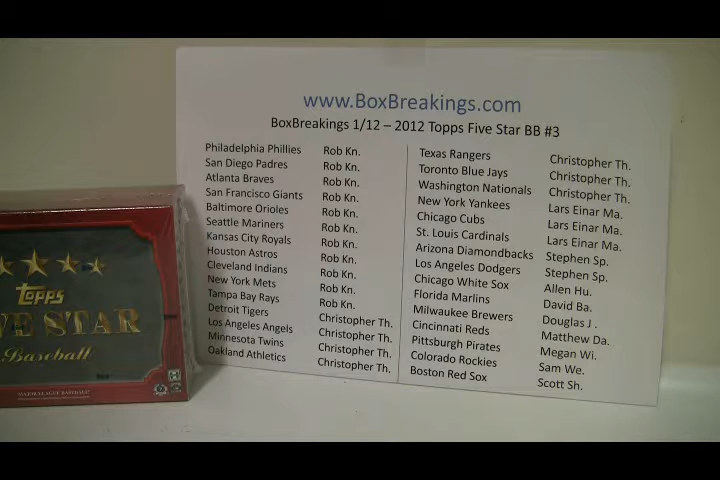 www.BoxBreakings.com
BoxBreakings 1/12 – 2012 Topps Five Star BB #3
Philadelphia Phillies Rob Kn.
San Diego Padres Rob Kn.
Atlanta Braves Rob Kn.
San Francisco Giants Rob Kn.
Baltimore Orioles Rob Kn.
Seattle Mariners Rob Kn.
Kansas City Royals Rob Kn.
Houston Astros Rob Kn.
Cleveland Indians Rob Kn.
New York Mets Rob Kn.
Tampa Bay Rays Rob Kn.
Detroit Tigers Christopher Th.
Los Angeles Angels Christopher Th.
Minnesota Twins Christopher Th.
Oakland Athletics Christopher Th.
Texas Rangers Christopher Th.
Toronto Blue Jays Christopher Th.
Washington Nationals Christopher Th.
New York Yankees Lars Einar Ma.
Chicago Cubs Lars Einar Ma.
St. Louis Cardinals Lars Einar Ma.
Arizona Diamondbacks Stephen Sp.
Los Angeles Dodgers Stephen Sp.
Chicago White Sox Allen Hu.
Florida Marlins David Ba.
Milwaukee Brewers Douglas J .
Cincinnati Reds Matthew Da.
Pittsburgh Pirates Megan Wi.
Colorado Rockies Sam We.
Boston Red Sox Scott Sh.
Topps
VE STAR
Baseball
MAJOR LEAGUE BASEBALL